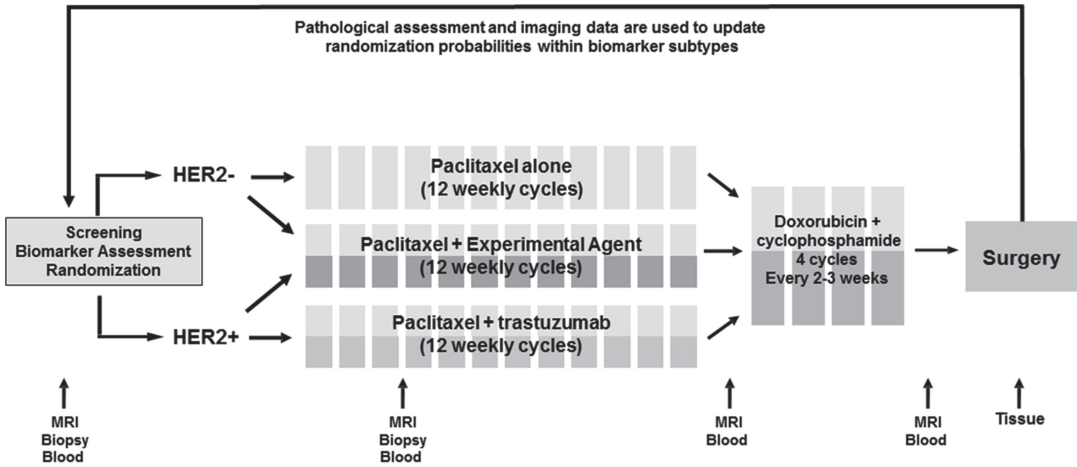 Pathological assessment and imaging data are used to update
randomization probabilities within biomarker subtypes
HER2-
Paclitaxel alone
(12 weekly cycles)
Screening
Biomarker Assessment
Randomization
Paclitaxel + Experimental Agent
(12 weekly cycles)
Doxorubicin +
cyclophosphamide
4 cycles
Every 2-3 weeks
Surgery
HER2+
Paclitaxel + trastuzumab
(12 weekly cycles)
MRI
Biopsy
Blood
MRI
Biopsy
Blood
MRI
Blood
MRI
Blood
Tissue